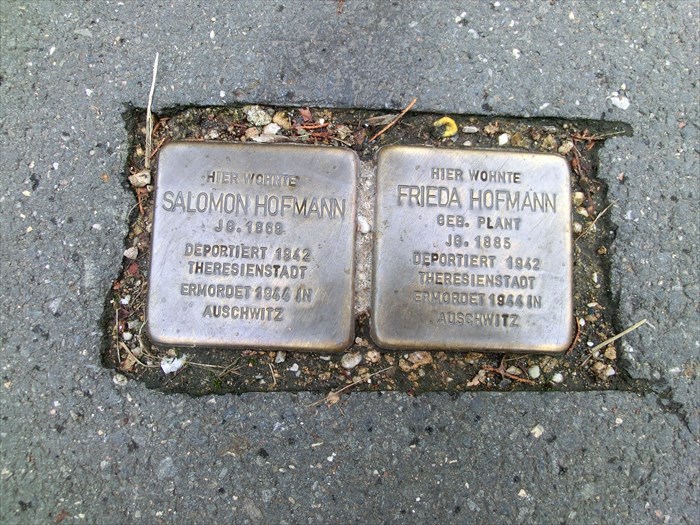 HIER WOHNTE
SALOMON HOFMANN
JG. 1869
DEPORTIERT 1942
THERESIENSTADT
ERMORDET 1944 IN
AUSCHWITZ
HIER WOHNTE
FRIEDA HOFMANN
GEB. PLANT
JG. 1885
DEPORTIERT 1942
THERESIENSTADT
ERMORDET 1944 IN
AUSCHWITZ